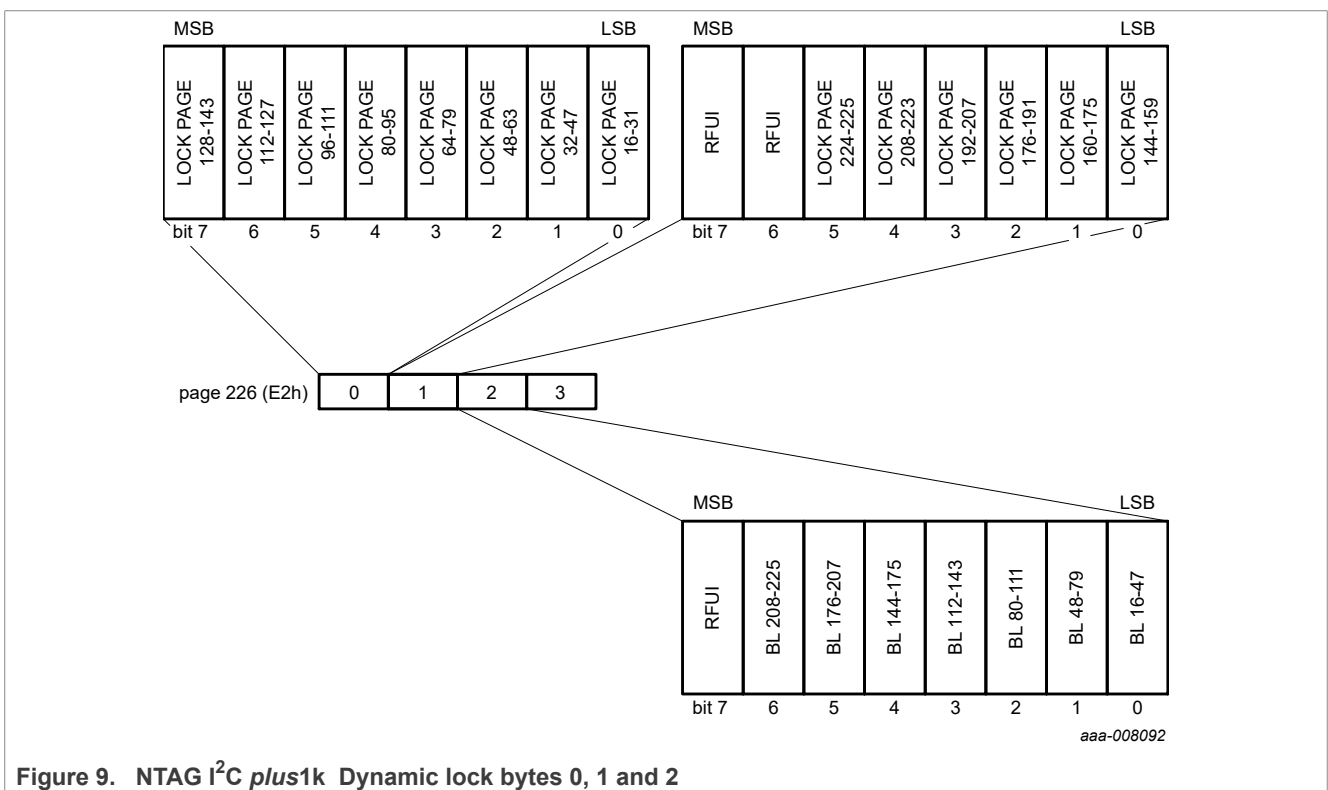 MSB LSB MSB LSB
LOCK PAGE
128-143
LOCK PAGE
112-127
LOCK PAGE
96-111
LOCK PAGE
80-95
LOCK PAGE
64-79
LOCK PAGE
48-63
LOCK PAGE
32-47
LOCK PAGE
16-31
RFUI
RFUI
LOCK PAGE
224-225
LOCK PAGE
208-223
LOCK PAGE
192-207
LOCK PAGE
176-191
LOCK PAGE
160-175
LOCK PAGE
144-159
bit 7 6 5 4 3 2 1 0 bit 7 6 5 4 3 2 1 0
page 226 (E2h) 0 1 2 3
MSB LSB
RFUI
BL 208-225
BL 176-207
BL 144-175
BL 112-143
BL 80-111
BL 48-79
BL 16-47
bit 7 6 5 4 3 2 1 0
aaa-008092
Figure 9. NTAG I²C plus1k Dynamic lock bytes 0, 1 and 2